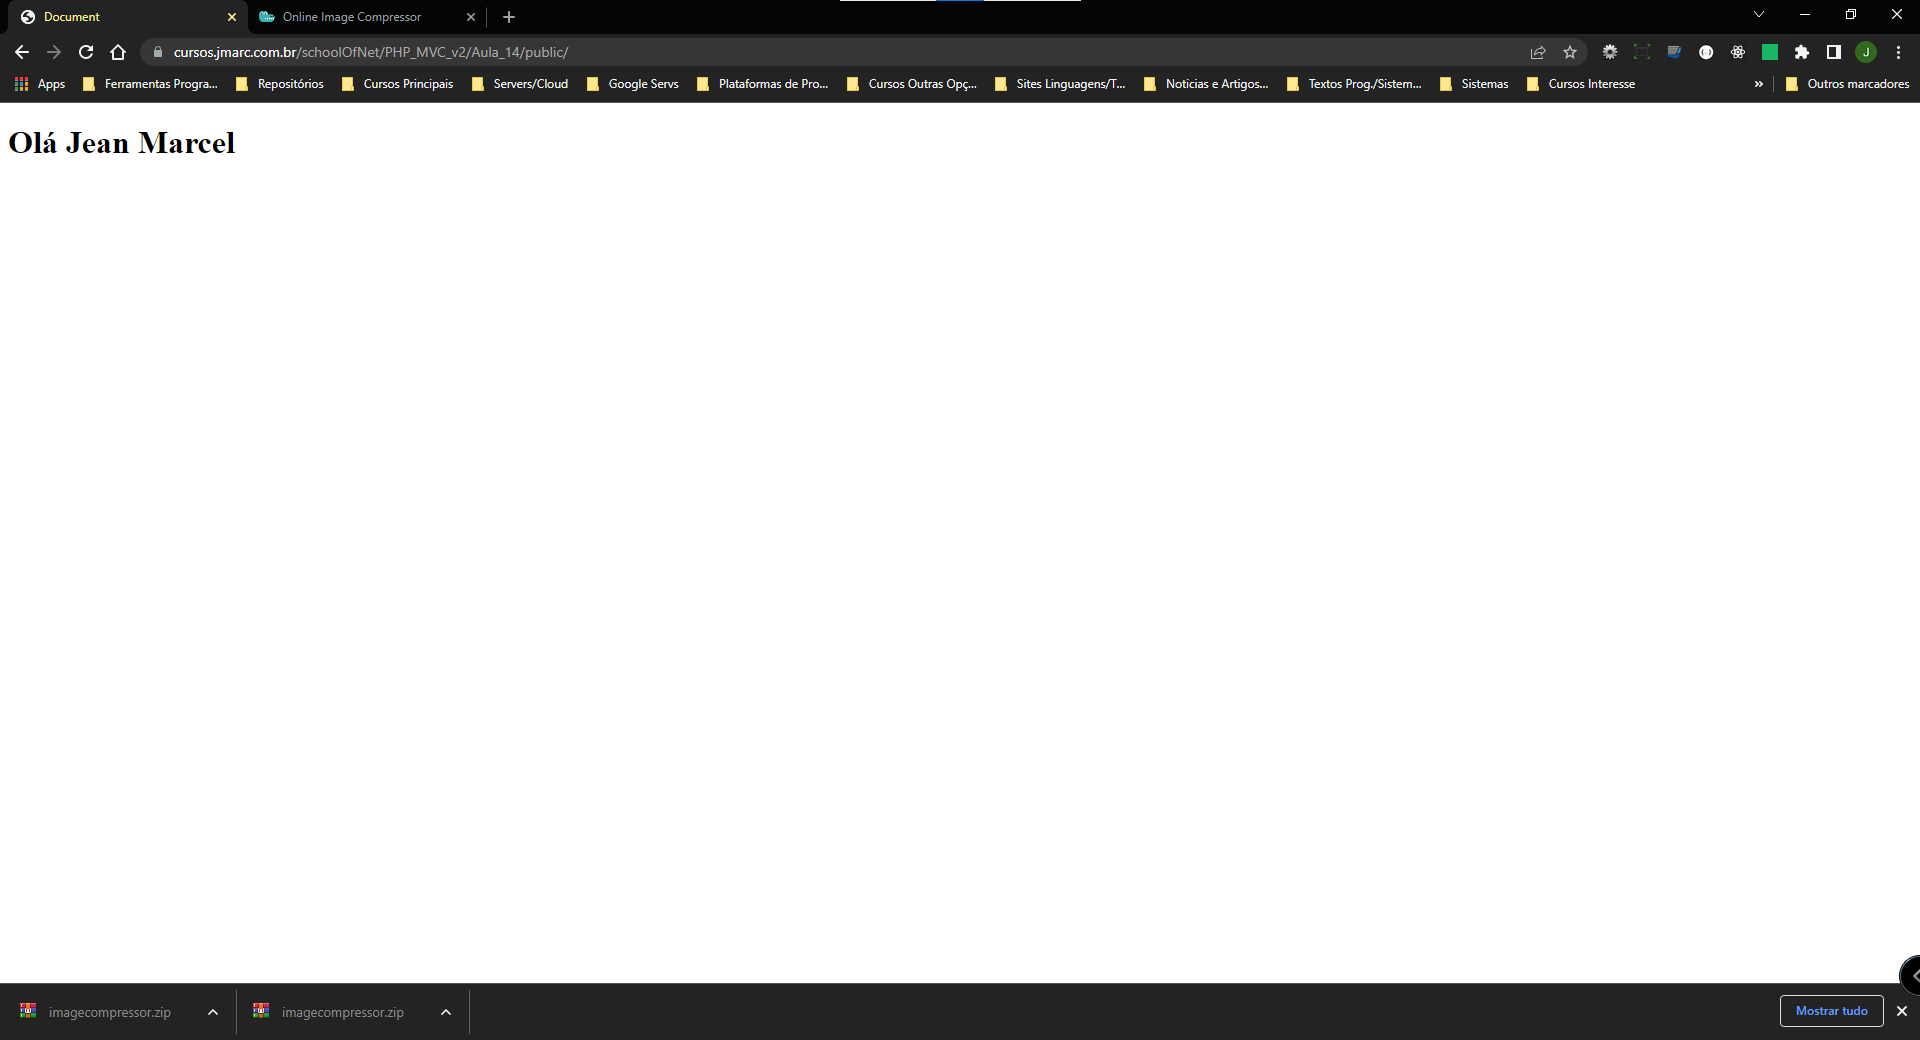 Document
Online Image Compressor
cursos.jmarc.com.br/schoolOfNet/PHP_MVC_v2/Aula_14/public/
J
Apps Ferramentas Progra... Repositórios Cursos Principais Servers/Cloud Google Servs Plataformas de Pro... Cursos Outras Opç... Sites Linguagens/T... Noticias e Artigos... Textos Prog./Sistem... Sistemas Cursos Interesse » Outros marcadores
Olá Jean Marcel
imagecompressor.zip imagecompressor.zip Mostrar tudo